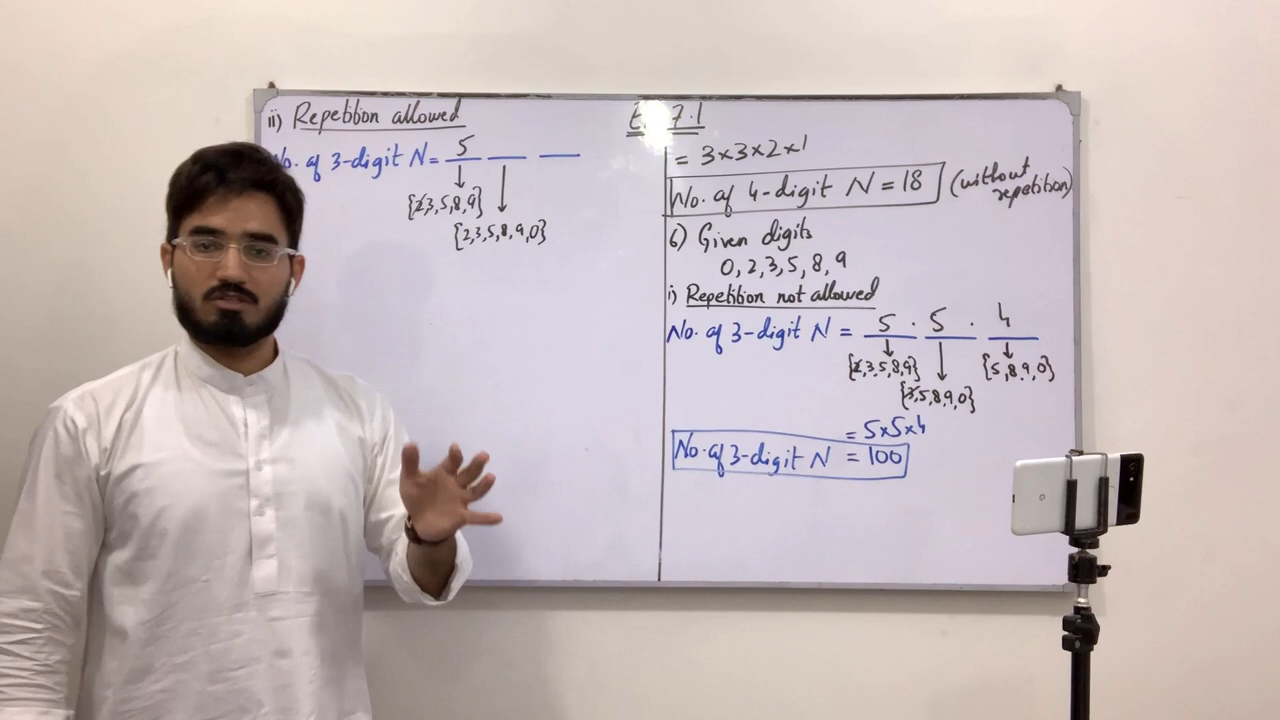 ii) Repetition allowed
No. of 3-digit N = 5
{2,3,5,8,9}
{2,3,5,8,9,0}
7.1
= 3×3×2×1
No. of 4-digit N = 18 (without repetition)
6) Given digits
0, 2, 3, 5, 8, 9
i) Repetition not allowed
No. of 3-digit N = 5 . 5 . 4
{2,3,5,8,9} {5,8,9,0}
{3,5,8,9,0}
= 5×5×4
No. of 3-digit N = 100